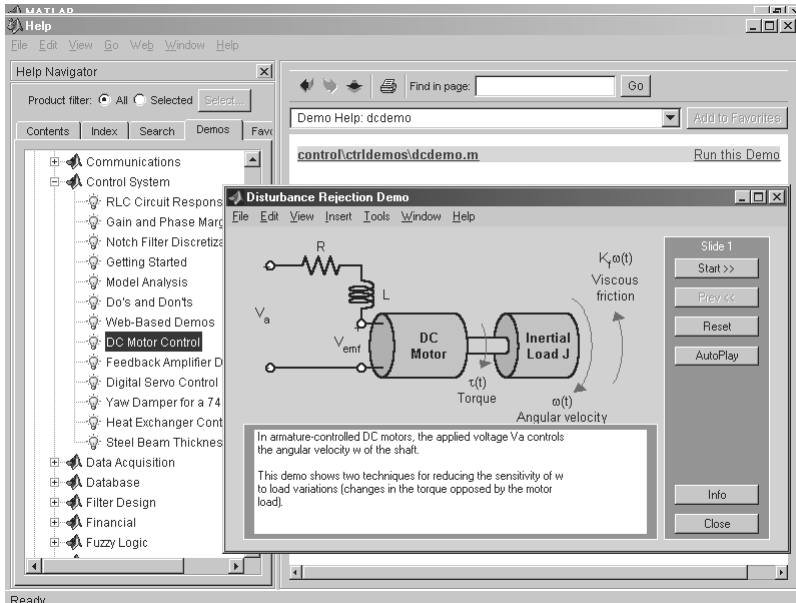 MATLAB
Help
File Edit View Go Web Window Help
Help Navigator
Product filter: All Selected Select...
Contents Index Search Demos Favo
Communications
Control System
RLC Circuit Respons
Gain and Phase Marg
Notch Filter Discretiza
Getting Started
Model Analysis
Do's and Don'ts
Web-Based Demos
DC Motor Control
Feedback Amplifier D
Digital Servo Control
Yaw Damper for a 74
Heat Exchanger Cont
Steel Beam Thicknes
Data Acquisition
Database
Filter Design
Financial
Fuzzy Logic
Find in page: Go
Demo Help: dcdemo Add to Favorites
control\ctrldemos\dcdemo.m Run this Demo
Disturbance Rejection Demo
File Edit View Insert Tools Window Help
R
L
Va
Vemf
DC
Motor
Inertial
Load J
Kfω(t)
Viscous
friction
τ(t)
Torque
ω(t)
Angular velocity
In armature-controlled DC motors, the applied voltage Va controls
the angular velocity w of the shaft.
This demo shows two techniques for reducing the sensitivity of w
to load variations (changes in the torque opposed by the motor
load).
Slide 1
Start >>
Prev <<
Reset
AutoPlay
Info
Close
Ready